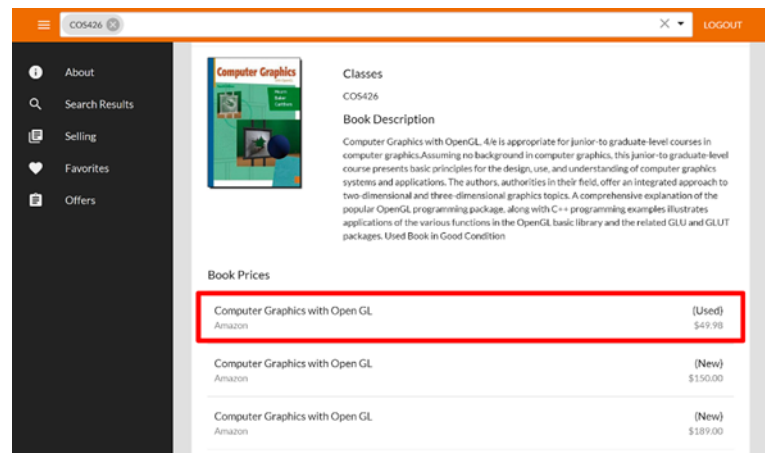 COS426
LOGOUT
About
Search Results
Selling
Favorites
Offers
Computer Graphics
Classes
COS426
Book Description
Computer Graphics with OpenGL, 4/e is appropriate for junior-to graduate-level courses in
computer graphics.Assuming no background in computer graphics, this junior-to graduate-level
course presents basic principles for the design, use, and understanding of computer graphics
systems and applications. The authors, authorities in their field, offer an integrated approach to
two-dimensional and three-dimensional graphics topics. A comprehensive explanation of the
popular OpenGL programming package, along with C++ programming examples illustrates
applications of the various functions in the OpenGL basic library and the related GLU and GLUT
packages. Used Book in Good Condition
Book Prices
Computer Graphics with Open GL (Used)
Amazon $49.98
Computer Graphics with Open GL (New)
Amazon $150.00
Computer Graphics with Open GL (New)
Amazon $189.00